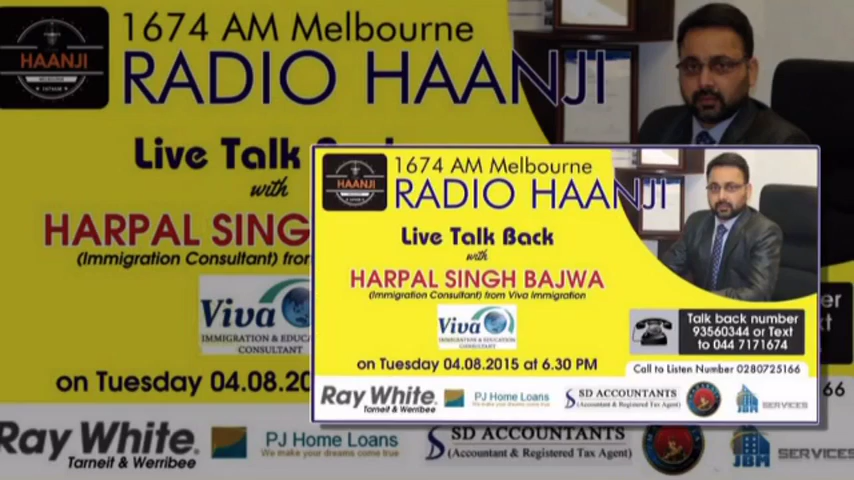 1674 AM Melbourne
HAANJI
RADIO HAANJI
Live Talk
with
HARPAL SING
(Immigration Consultant) from
Viva
IMMIGRATION & EDUCA
CONSULTANT
on Tuesday 04.08.20
Ray White.
Tarneit & Werribee
PJ Home Loans
We make your dreams come true
SD ACCOUNTANTS
(Accountant & Registered Tax Agent)
JBM
SERVICES
er
xt
66
1674 AM Melbourne
HAANJI
RADIO HAANJI
Live Talk Back
with
HARPAL SINGH BAJWA
(Immigration Consultant) from Viva Immigration
Viva
IMMIGRATION & EDUCATION
CONSULTANT
Talk back number
93560344 or Text
to 044 7171674
on Tuesday 04.08.2015 at 6.30 PM
Call to Listen Number 0280725166
Ray White.
Tarneit & Werribee
PJ Home Loans
We make your dreams come true
SD ACCOUNTANTS
(Accountant & Registered Tax Agent)
JBM
SERVICES